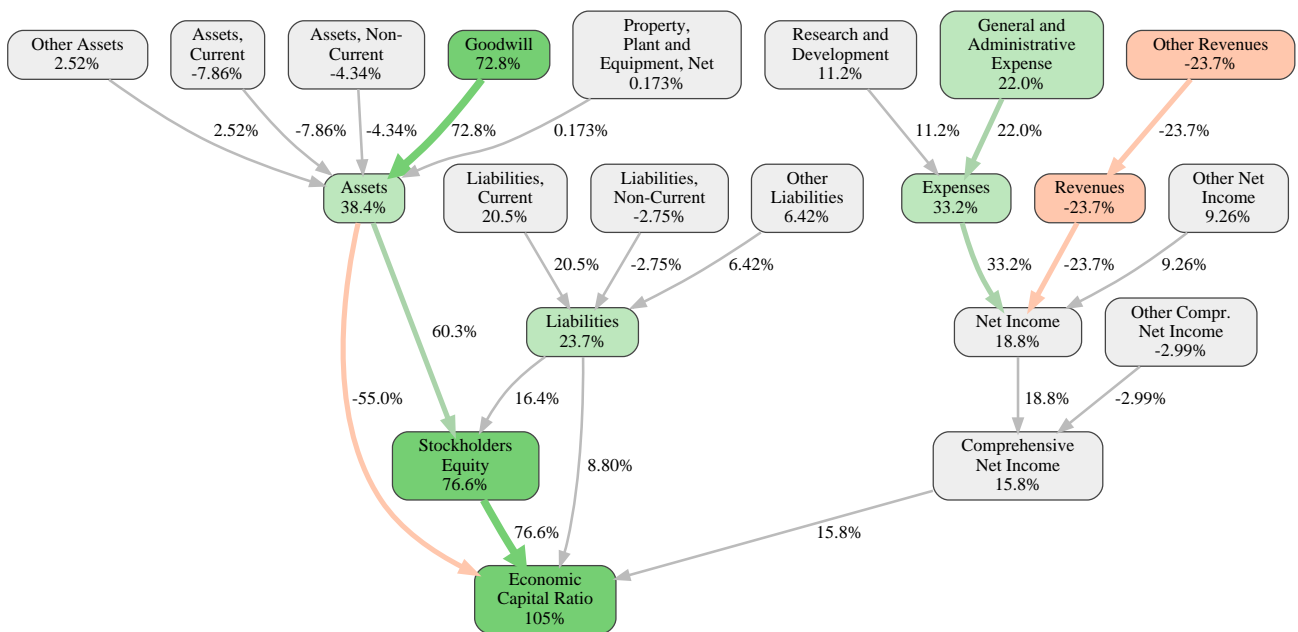 Other Assets
2.52%
Assets,
Current
-7.86%
Assets, Non-
Current
-4.34%
Goodwill
72.8%
Property,
Plant and
Equipment, Net
0.173%
Research and
Development
11.2%
General and
Administrative
Expense
22.0%
Other Revenues
-23.7%
2.52%
-7.86%
-4.34%
72.8%
0.173%
11.2%
22.0%
-23.7%
Assets
38.4%
Liabilities,
Current
20.5%
Liabilities,
Non-Current
-2.75%
Other
Liabilities
6.42%
Expenses
33.2%
Revenues
-23.7%
Other Net
Income
9.26%
20.5%
-2.75%
6.42%
33.2%
-23.7%
9.26%
60.3%
Liabilities
23.7%
Net Income
18.8%
Other Compr.
Net Income
-2.99%
-55.0%
16.4%
18.8%
-2.99%
Stockholders
Equity
76.6%
8.80%
Comprehensive
Net Income
15.8%
76.6%
15.8%
Economic
Capital Ratio
105%